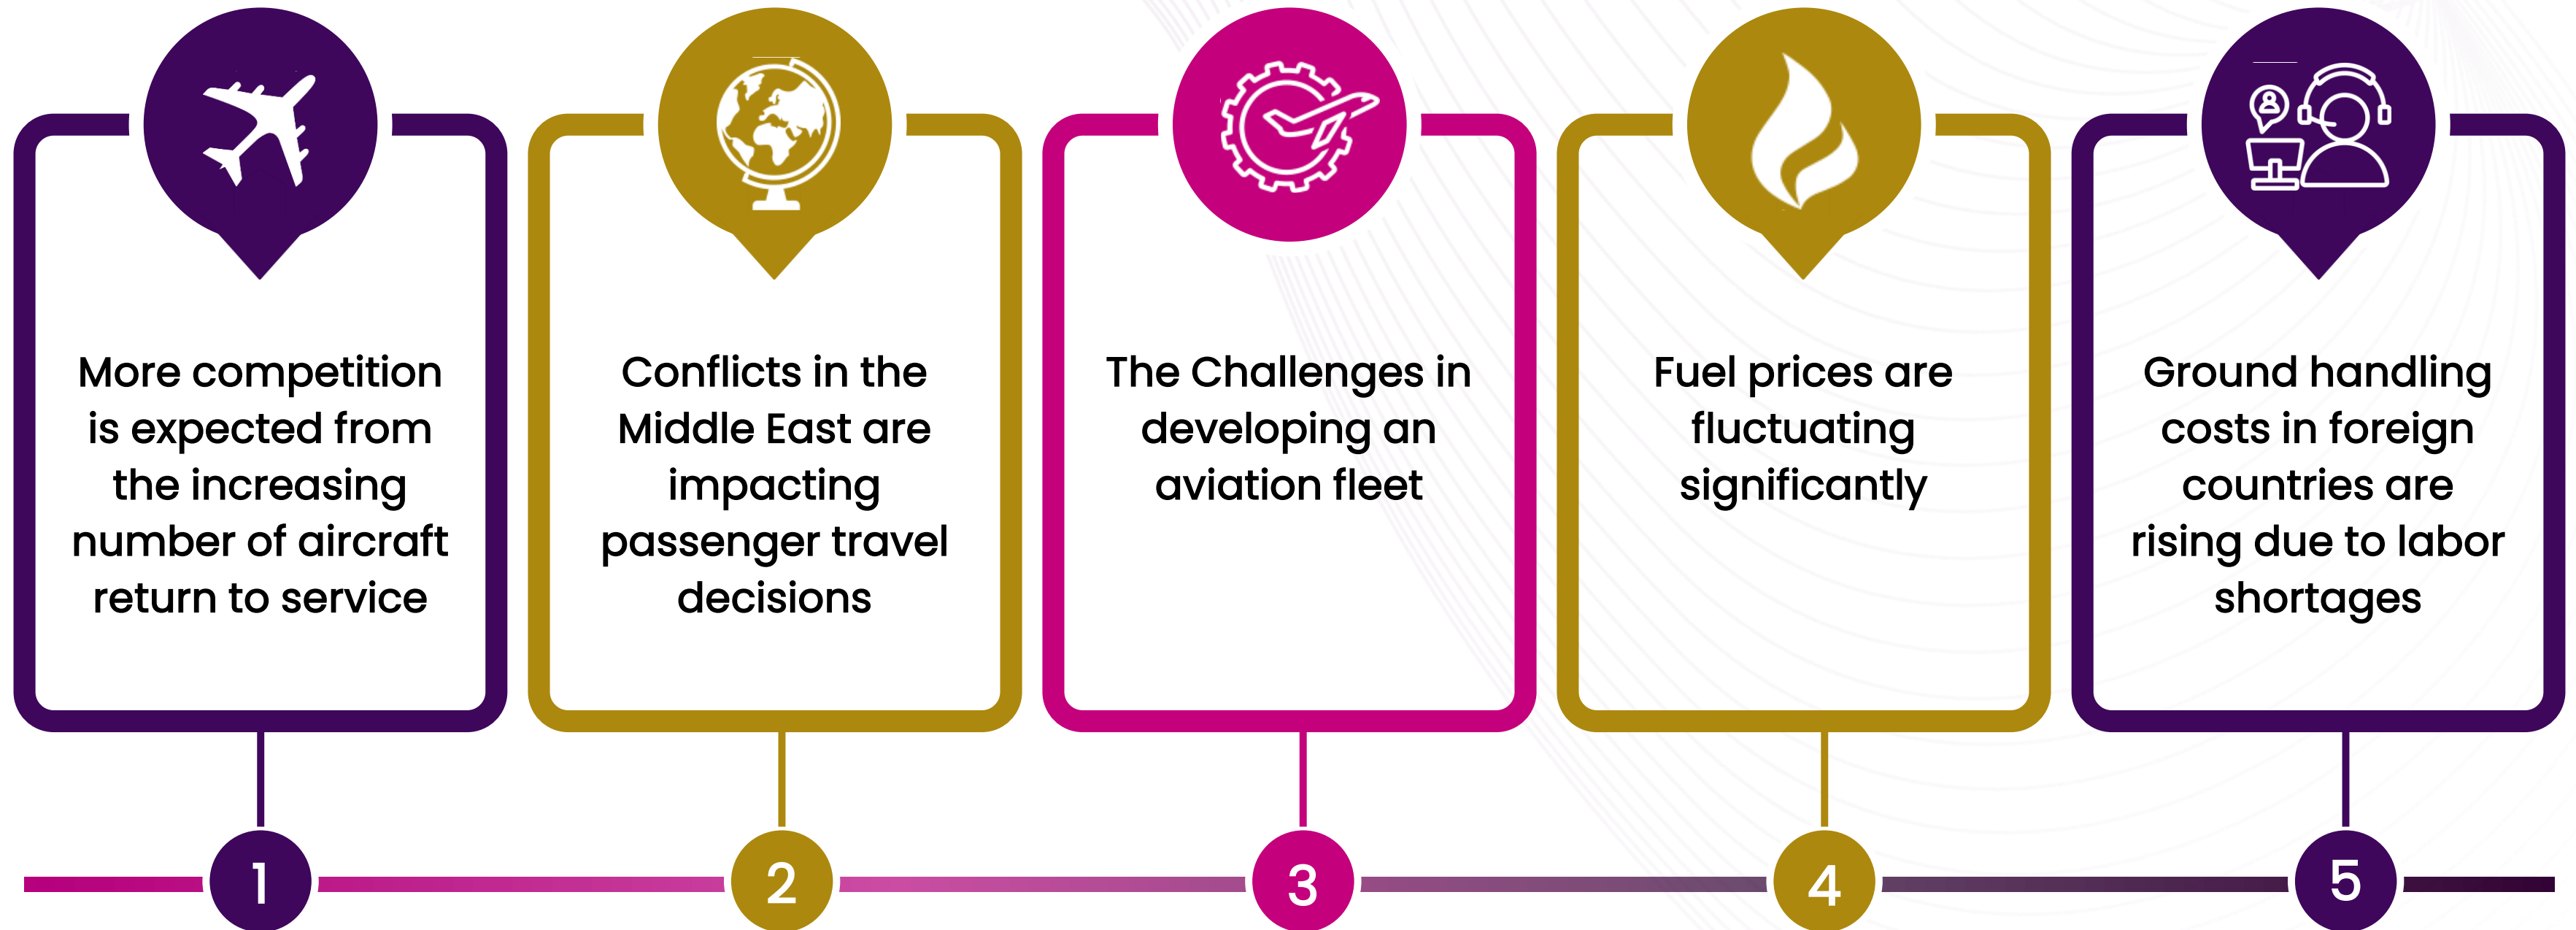 More competition
is expected from
the increasing
number of aircraft
return to service
Conflicts in the
Middle East are
impacting
passenger travel
decisions
The Challenges in
developing an
aviation fleet
Fuel prices are
fluctuating
significantly
Ground handling
costs in foreign
countries are
rising due to labor
shortages
1
2
3
4
5